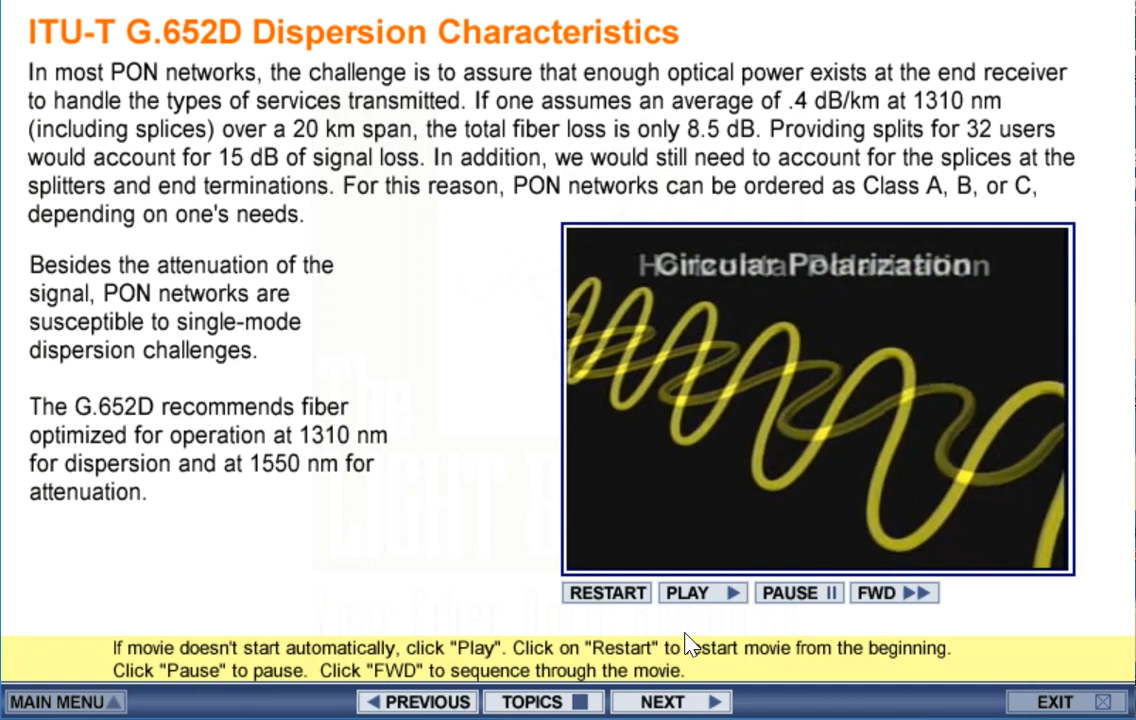 ITU-T G.652D Dispersion Characteristics
In most PON networks, the challenge is to assure that enough optical power exists at the end receiver
to handle the types of services transmitted. If one assumes an average of .4 dB/km at 1310 nm
(including splices) over a 20 km span, the total fiber loss is only 8.5 dB. Providing splits for 32 users
would account for 15 dB of signal loss. In addition, we would still need to account for the splices at the
splitters and end terminations. For this reason, PON networks can be ordered as Class A, B, or C,
depending on one's needs.
Besides the attenuation of the
signal, PON networks are
susceptible to single-mode
dispersion challenges.
The G.652D recommends fiber
optimized for operation at 1310 nm
for dispersion and at 1550 nm for
attenuation.
Circular Polarization
RESTART PLAY PAUSE FWD
If movie doesn't start automatically, click "Play". Click on "Restart" to restart movie from the beginning.
Click "Pause" to pause. Click "FWD" to sequence through the movie.
MAIN MENU PREVIOUS TOPICS NEXT EXIT